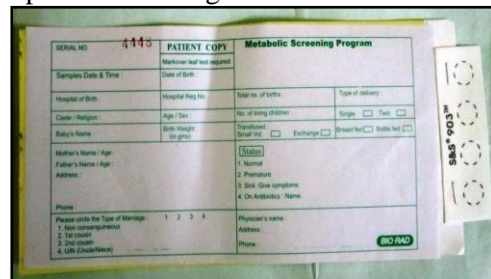 SERIAL NO. 4448 PATIENT COPY Metabolic Screening Program
Markover leaf test required
Samples Date & Time : Date of Birth :
Hospital of Birth Hospital Reg No. Total no. of births Type of delivery
Caste / Religion : Age / Sex : No. of living children : Single Twin
Baby's Name : Birth Weight : (in gms) Transfused : Small Vol. Exchange Breast fed Bottle fed
Mother's Name / Age :
Father's Name / Age :
Address :
Phone
Status
1. Normal
2. Premature
3. Sick. Give symptoms
4. On Antibiotics : Name
Please circle the Type of Marriage : 1 2 3 4
1. Non consanguineous
2. 1st cousin
3. 2nd cousin
4. U/N (Uncle/Niece)
Physician's name :
Address :
Phone :
BIO RAD
S&S® 903™